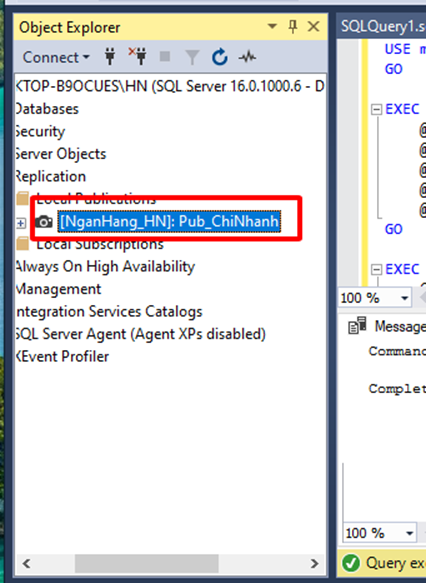 Object Explorer
Connect
KTOP-B9OCUES\HN (SQL Server 16.0.1000.6 - D
Databases
Security
Server Objects
Replication
Local Publications
[NganHang_HN]: Pub_ChiNhanh
Local Subscriptions
Always On High Availability
Management
Integration Services Catalogs
SQL Server Agent (Agent XPs disabled)
XEvent Profiler
SQLQuery1.s
USE m
GO
EXEC
@
@
@
@
@
GO
EXEC
100 %
Message
Command
Complet
100 %
Query exe